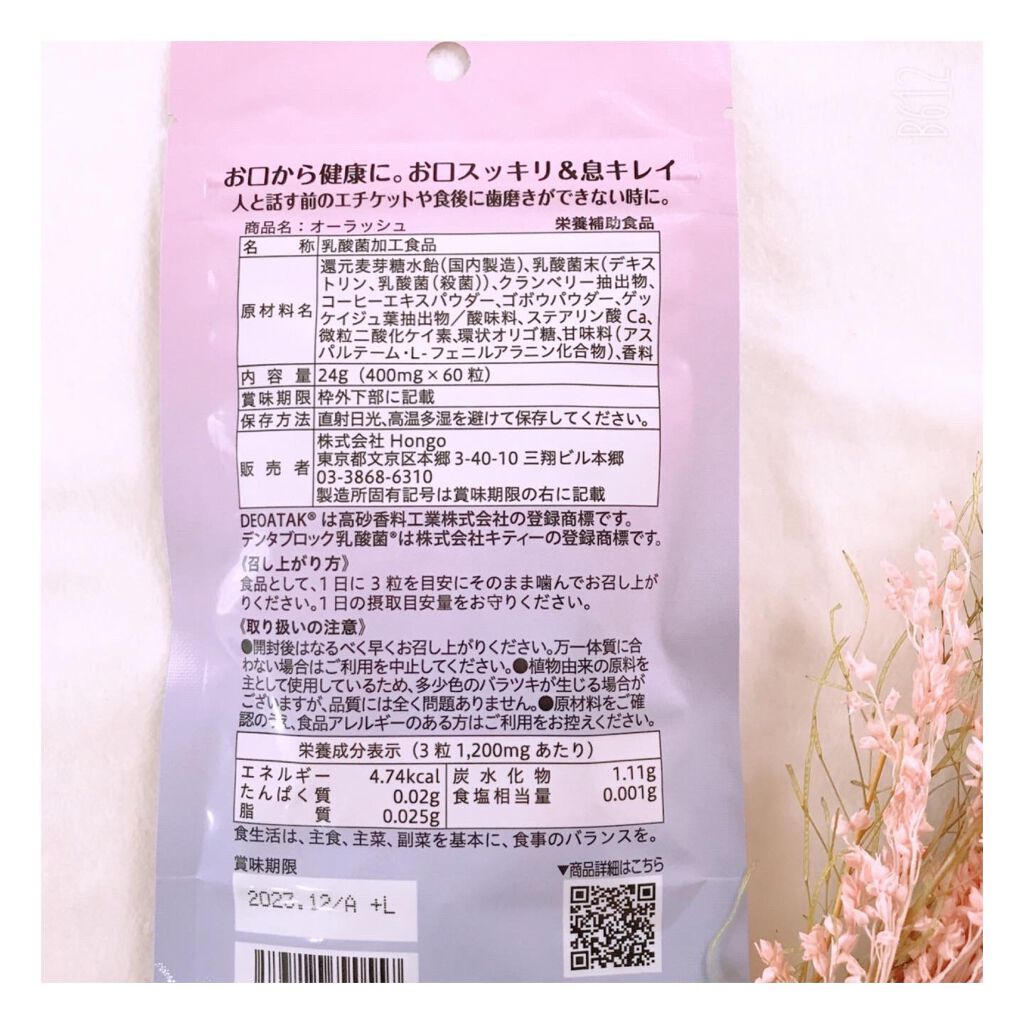 B612
お口から健康に。お口スッキリ&息キレイ
人と話す前のエチケットや食後に歯磨きができない時に。
商品名:オーラッシュ 栄養補助食品
名称 乳酸菌加工食品
原材料名 還元麦芽糖水飴(国内製造)、乳酸菌末(デキス
トリン、乳酸菌(殺菌))、クランベリー抽出物、
コーヒーエキスパウダー、ゴボウパウダー、ゲッ
ケイジュ葉抽出物/酸味料、ステアリン酸 Ca、
微粒二酸化ケイ素、環状オリゴ糖、甘味料(アス
パルテーム・L-フェニルアラニン化合物)、香料
内容量 24g(400mg×60粒)
賞味期限 枠外下部に記載
保存方法 直射日光、高温多湿を避けて保存してください。
販売者 株式会社 Hongo
東京都文京区本郷 3-40-10 三翔ビル本郷
03-3868-6310
製造所固有記号は賞味期限の右に記載
DEOATAK® は高砂香料工業株式会社の登録商標です。
デンタブロック乳酸菌®は株式会社キティーの登録商標です。
《召し上がり方》
食品として、1日に3粒を目安にそのまま噛んでお召し上が
りください。1日の摂取目安量をお守りください。
《取り扱いの注意》
●開封後はなるべく早くお召し上がりください。万一体質に合
わない場合はご利用を中止してください。●植物由来の原料を
主として使用しているため、多少色のバラツキが生じる場合が
ございますが、品質には全く問題ありません。●原材料をご確
認のうえ、食品アレルギーのある方はご利用をお控えください。
栄養成分表示(3粒1,200mgあたり)
エネルギー 4.74kcal 炭水化物 1.11g
たんぱく質 0.02g 食塩相当量 0.001g
脂質 0.025g
食生活は、主食、主菜、副菜を基本に、食事のバランスを。
賞味期限 ▼商品詳細はこちら
2023.12/A +L